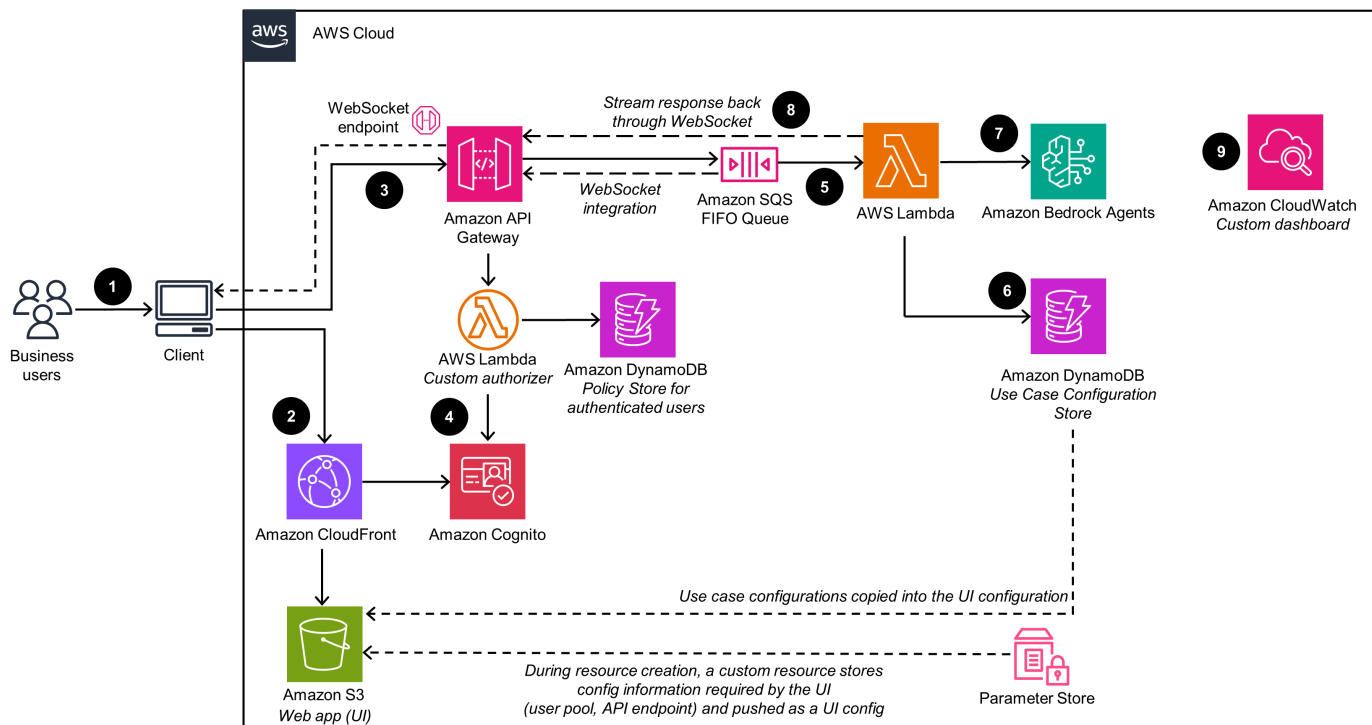 aws
AWS Cloud
WebSocket
endpoint
Stream response back
through WebSocket
8
7
9
3
WebSocket
integration
5
Amazon API
Gateway
Amazon SQS
FIFO Queue
AWS Lambda
Amazon Bedrock Agents
Amazon CloudWatch
Custom dashboard
1
6
Business
users
Client
AWS Lambda
Custom authorizer
Amazon DynamoDB
Policy Store for
authenticated users
Amazon DynamoDB
Use Case Configuration
Store
2
4
Amazon CloudFront
Amazon Cognito
Use case configurations copied into the UI configuration
During resource creation, a custom resource stores
config information required by the UI
(user pool, API endpoint) and pushed as a UI config
Parameter Store
Amazon S3
Web app (UI)